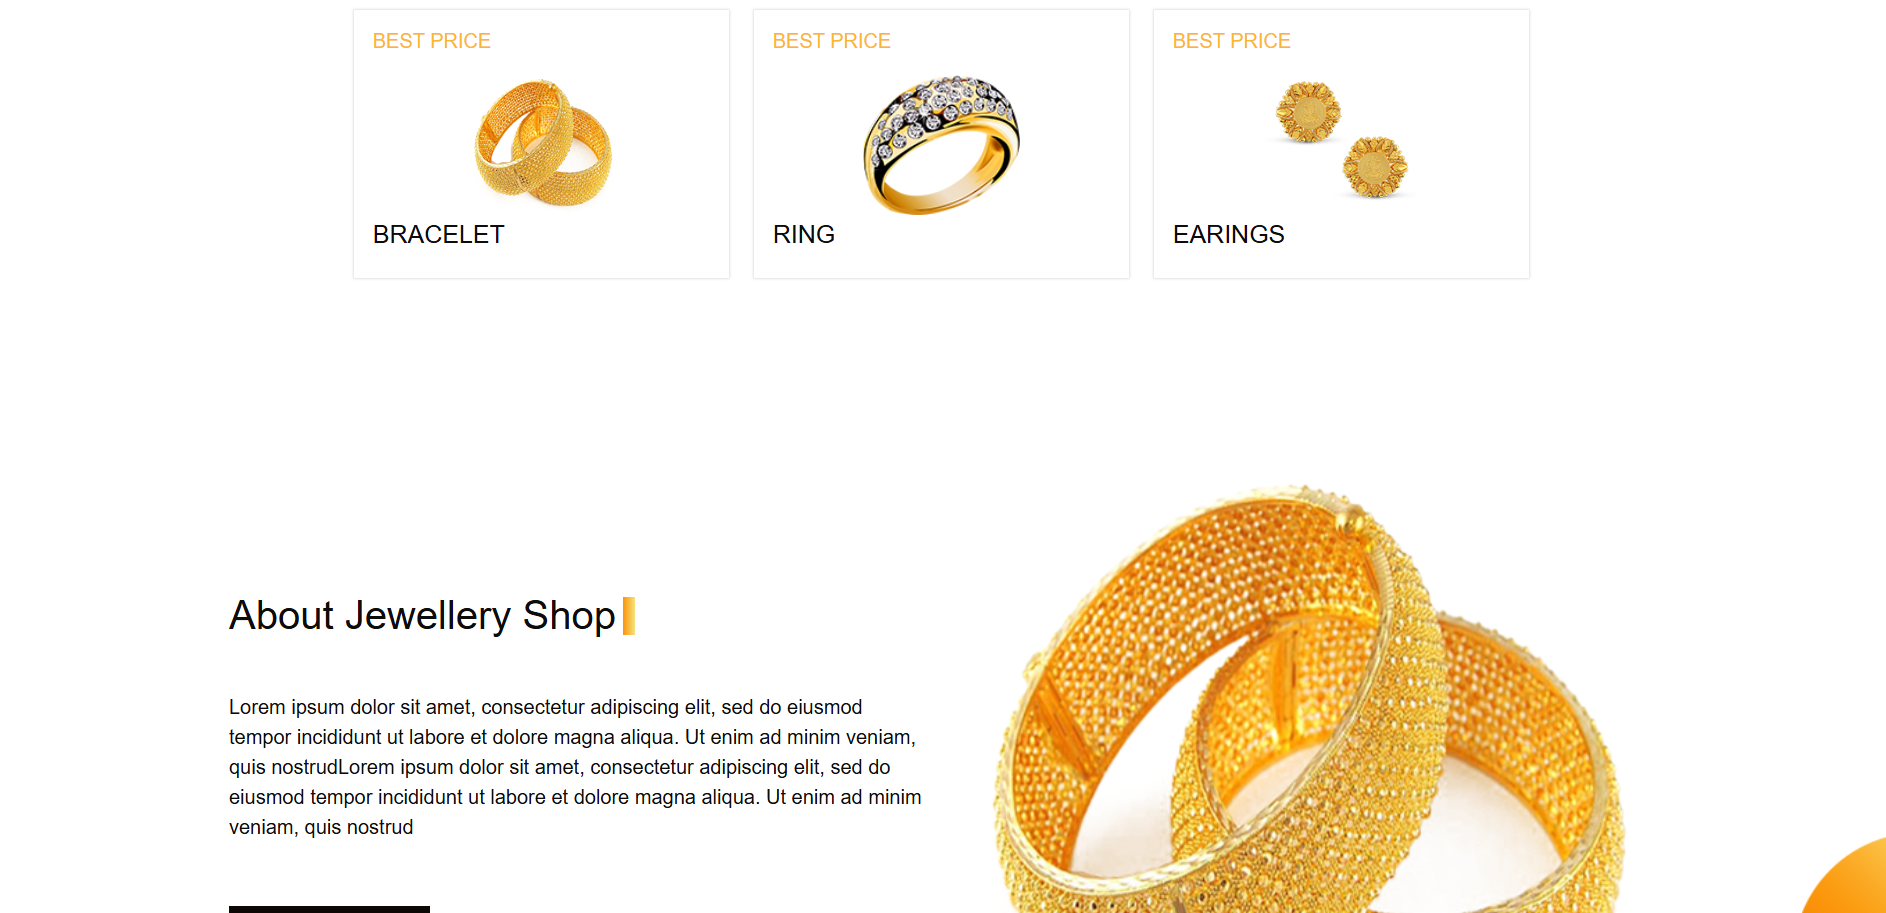 BEST PRICE
BRACELET
BEST PRICE
RING
BEST PRICE
EARINGS
About Jewellery Shop
Lorem ipsum dolor sit amet, consectetur adipiscing elit, sed do eiusmod
tempor incididunt ut labore et dolore magna aliqua. Ut enim ad minim veniam,
quis nostrudLorem ipsum dolor sit amet, consectetur adipiscing elit, sed do
eiusmod tempor incididunt ut labore et dolore magna aliqua. Ut enim ad minim
veniam, quis nostrud